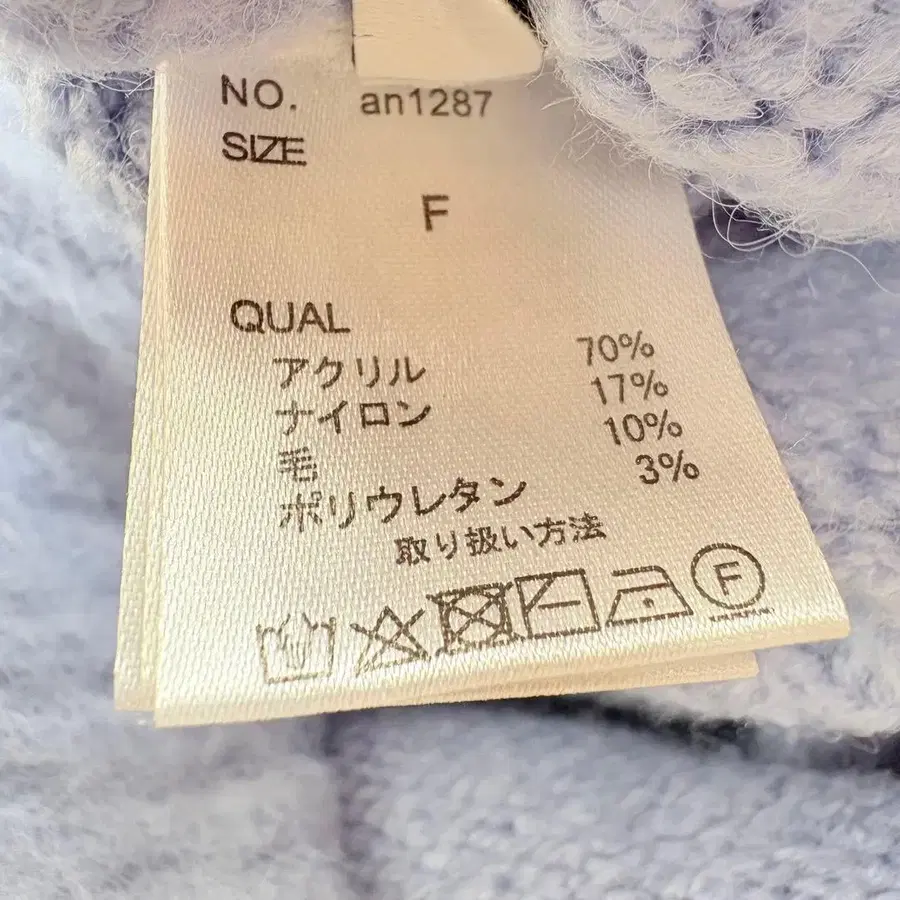 NO. an1287
SIZE
F
QUAL
アクリル 70%
ナイロン 17%
毛 10%
ポリウレタン 3%
取り扱い方法
F